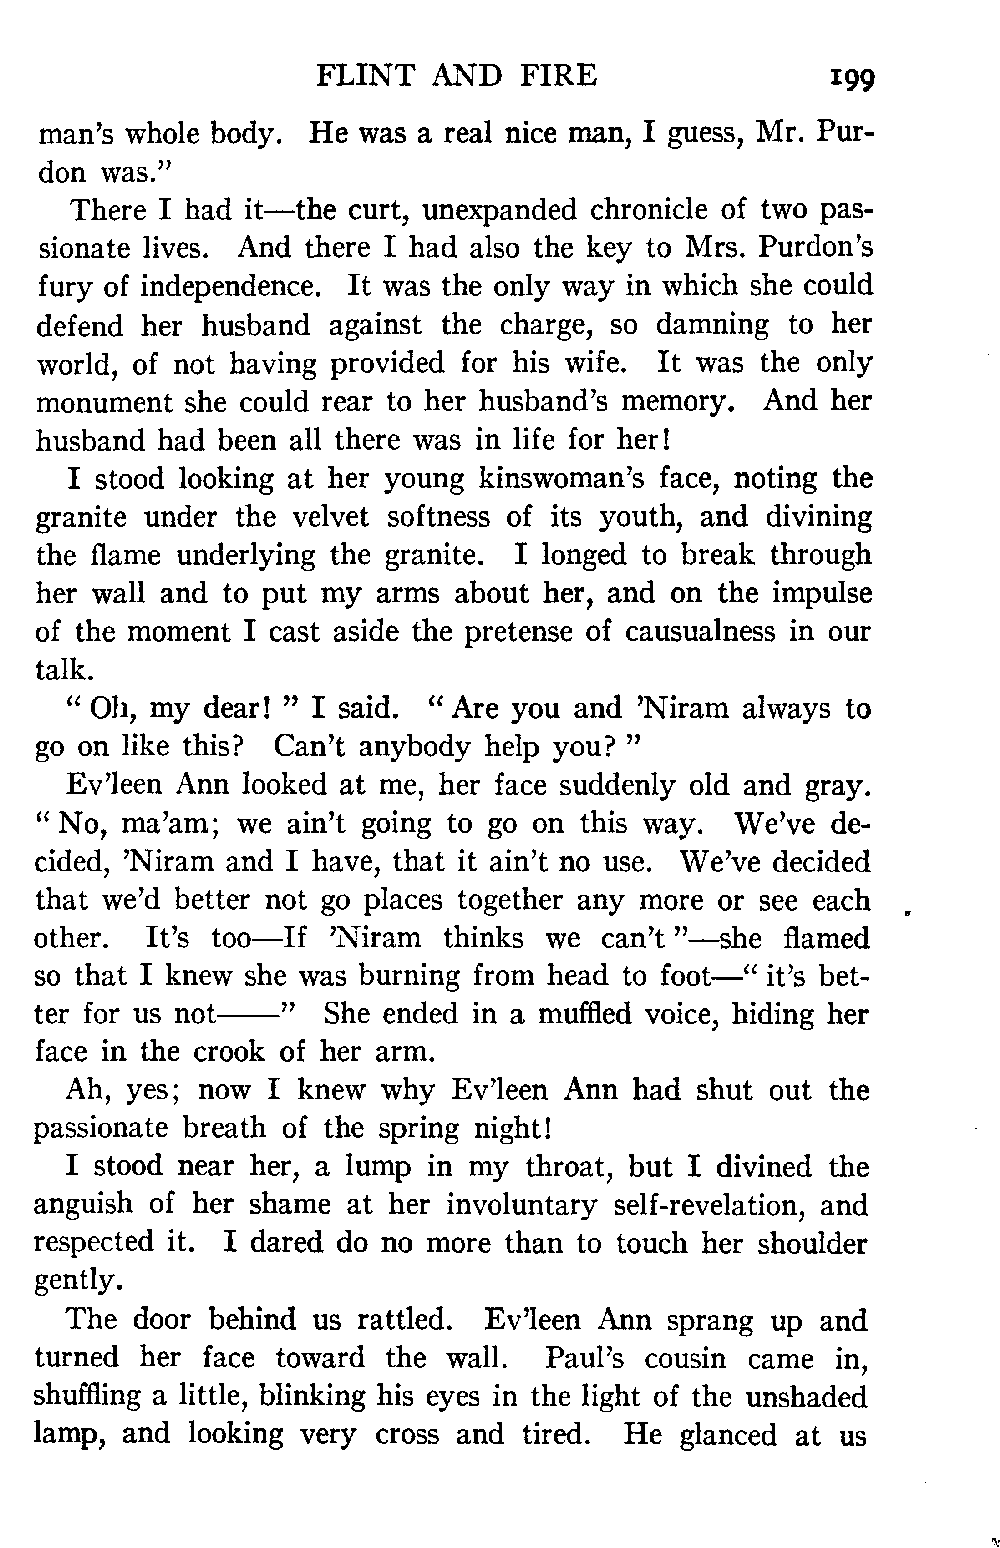 FLINT AND FIRE 199
man's whole body. He was a real nice man, I guess, Mr. Pur-
don was."
There I had it—the curt, unexpanded chronicle of two pas-
sionate lives. And there I had also the key to Mrs. Purdon's
fury of independence. It was the only way in which she could
defend her husband against the charge, so damning to her
world, of not having provided for his wife. It was the only
monument she could rear to her husband's memory. And her
husband had been all there was in life for her!
I stood looking at her young kinswoman's face, noting the
granite under the velvet softness of its youth, and divining
the flame underlying the granite. I longed to break through
her wall and to put my arms about her, and on the impulse
of the moment I cast aside the pretense of causualness in our
talk.
" Oh, my dear! " I said. " Are you and 'Niram always to
go on like this? Can't anybody help you? "
Ev'leen Ann looked at me, her face suddenly old and gray.
" No, ma'am; we ain't going to go on this way. We've de-
cided, 'Niram and I have, that it ain't no use. We've decided
that we'd better not go places together any more or see each
other. It's too—If 'Niram thinks we can't "—she flamed
so that I knew she was burning from head to foot—" it's bet-
ter for us not——" She ended in a muffled voice, hiding her
face in the crook of her arm.
Ah, yes; now I knew why Ev'leen Ann had shut out the
passionate breath of the spring night!
I stood near her, a lump in my throat, but I divined the
anguish of her shame at her involuntary self-revelation, and
respected it. I dared do no more than to touch her shoulder
gently.
The door behind us rattled. Ev'leen Ann sprang up and
turned her face toward the wall. Paul's cousin came in,
shuffling a little, blinking his eyes in the light of the unshaded
lamp, and looking very cross and tired. He glanced at us